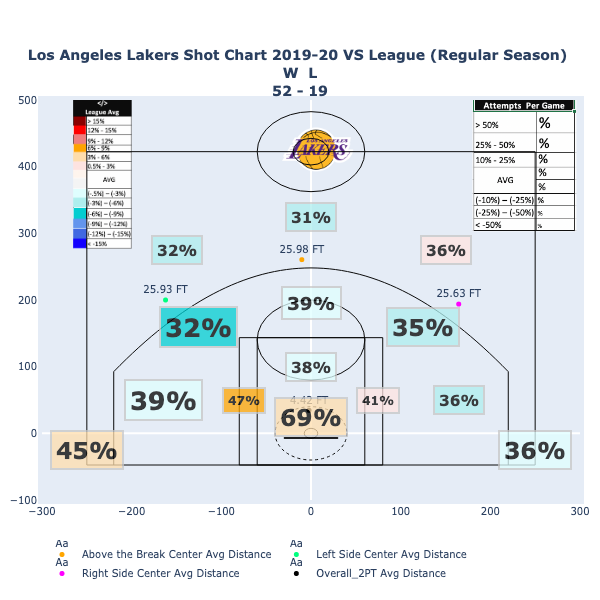 Los Angeles Lakers Shot Chart 2019-20 VS League (Regular Season)
W L
52 - 19
</>
League Avg
> 15%
12% - 15%
9% - 12%
6% - 9%
3% - 6%
0.5% - 3%
AVG
(-.5%) – (-3%)
(-3%) – (-6%)
(-6%) – (-9%)
(-9%) – (-12%)
(-12%) – (-15%)
< -15%
Attempts Per Game
> 50% %
25% - 50% %
10% - 25% %
AVG %
%
(-10%) – (-25%) %
(-25%) – (-50%) %
< -50% %
LOS ANGELES
LAKERS
31%
32%
36%
25.98 FT
25.93 FT
25.63 FT
39%
32%
35%
38%
39%
47%
4.42 FT
41%
36%
69%
45%
36%
500
400
300
200
100
0
−100
−300
−200
−100
0
100
200
300
Aa Above the Break Center Avg Distance
Aa Left Side Center Avg Distance
Aa Right Side Center Avg Distance
Aa Overall_2PT Avg Distance